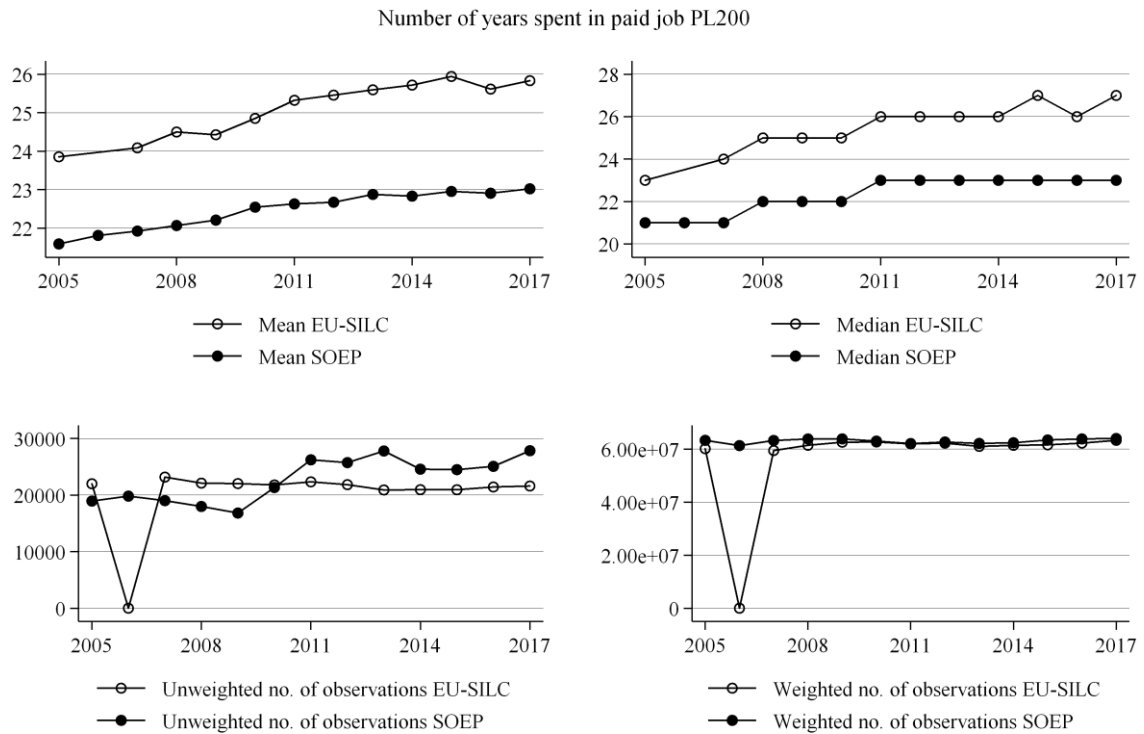 Number of years spent in paid job PL200
26
25
24
23
22
2005 2008 2011 2014 2017
Mean EU-SILC
Mean SOEP
28
26
24
22
20
2005 2008 2011 2014 2017
Median EU-SILC
Median SOEP
30000
20000
10000
0
2005 2008 2011 2014 2017
Unweighted no. of observations EU-SILC
Unweighted no. of observations SOEP
6.00e+07
4.00e+07
2.00e+07
0
2005 2008 2011 2014 2017
Weighted no. of observations EU-SILC
Weighted no. of observations SOEP